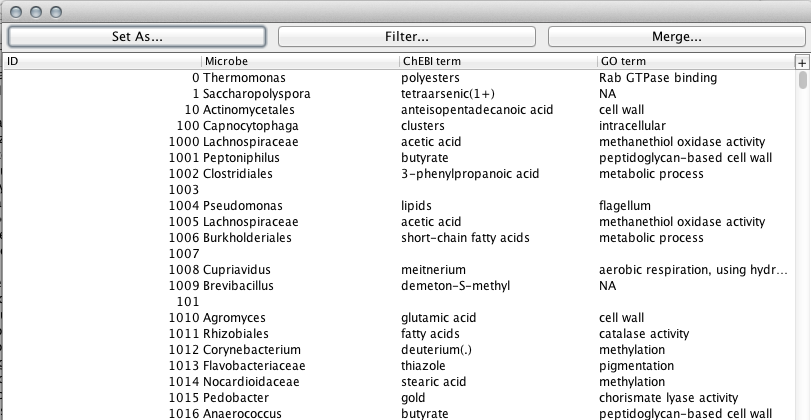 Set As... Filter... Merge...
ID Microbe ChEBI term GO term +
0 Thermomonas polyesters Rab GTPase binding
1 Saccharopolyspora tetraarsenic(1+) NA
10 Actinomycetales anteisopentadecanoic acid cell wall
100 Capnocytophaga clusters intracellular
1000 Lachnospiraceae acetic acid methanethiol oxidase activity
1001 Peptoniphilus butyrate peptidoglycan-based cell wall
1002 Clostridiales 3-phenylpropanoic acid metabolic process
1003
1004 Pseudomonas lipids flagellum
1005 Lachnospiraceae acetic acid methanethiol oxidase activity
1006 Burkholderiales short-chain fatty acids metabolic process
1007
1008 Cupriavidus meitnerium aerobic respiration, using hydr...
1009 Brevibacillus demeton-S-methyl NA
101
1010 Agromyces glutamic acid cell wall
1011 Rhizobiales fatty acids catalase activity
1012 Corynebacterium deuterium(.) methylation
1013 Flavobacteriaceae thiazole pigmentation
1014 Nocardioidaceae stearic acid methylation
1015 Pedobacter gold chorismate lyase activity
1016 Anaerococcus butyrate peptidoglycan-based cell wall